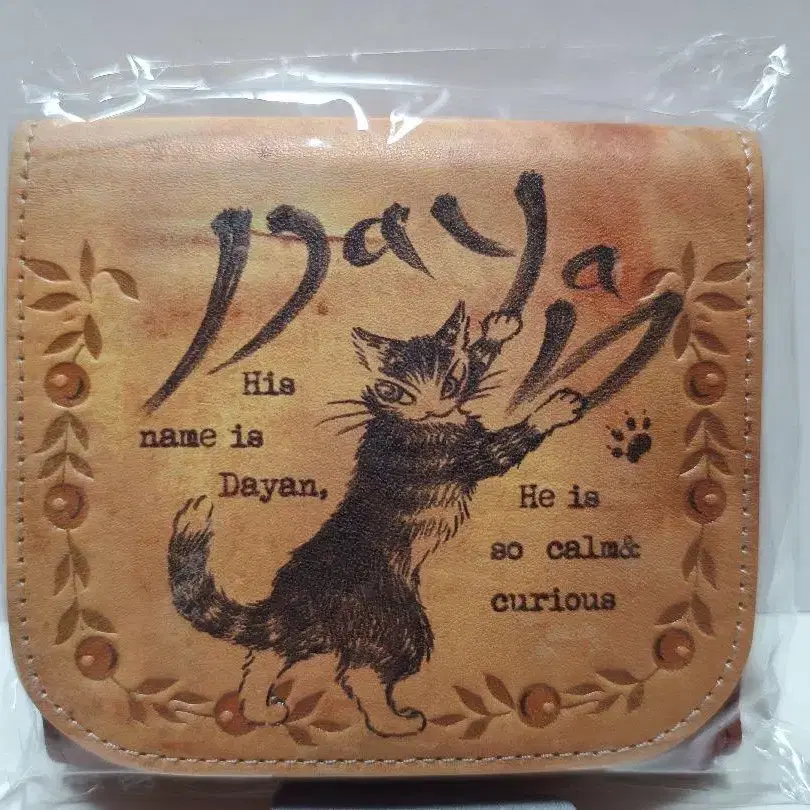 Dayan
His
name is
Dayan,
He is
so calm&
curious